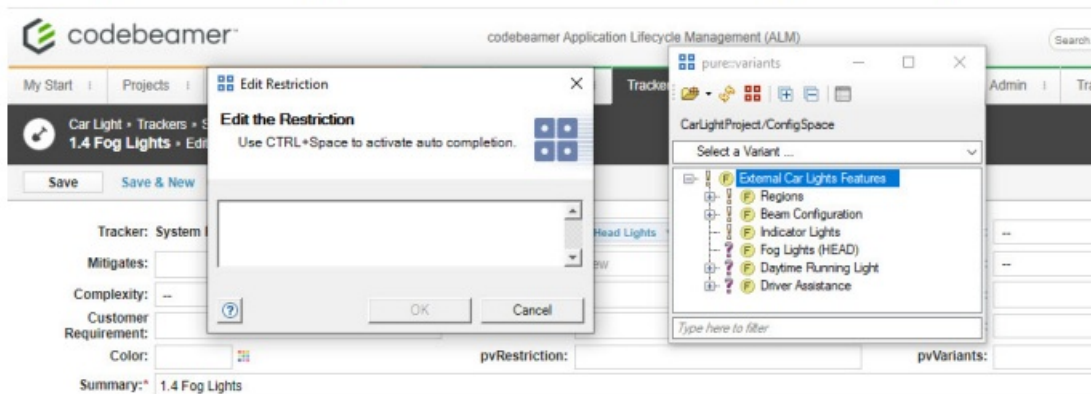 codebeamer
codebeamer Application Lifecycle Management (ALM)
Search
My Start
Projects
Tracker
Admin
Tra
Car Light • Trackers • S
1.4 Fog Lights • Edi
Save
Save & New
Tracker: System
Head Lights
--
Mitigates:
ew
--
Complexity: --
Customer
Requirement:
Color:
pvRestriction:
pvVariants:
Summary:* 1.4 Fog Lights
Edit Restriction
Edit the Restriction
Use CTRL+Space to activate auto completion.
?
OK
Cancel
pure::variants
CarLightProject/ConfigSpace
Select a Variant ...
External Car Lights Features
Regions
Beam Configuration
Indicator Lights
Fog Lights (HEAD)
Daytime Running Light
Driver Assistance
Type here to filter